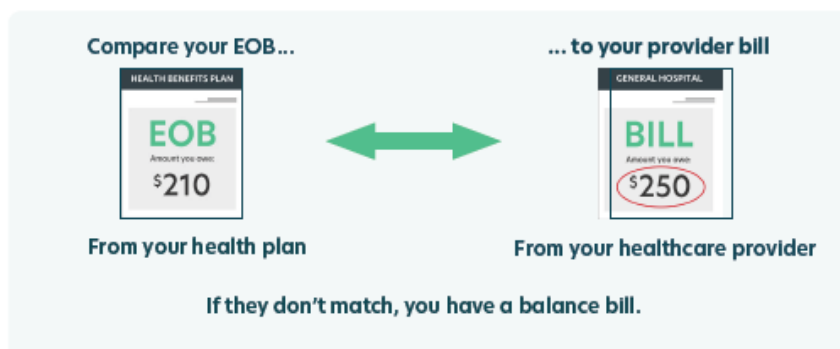 Compare your EOB...
HEALTH BENEFITS PLAN
EOB
Amount you owe:
$210
From your health plan
... to your provider bill
GENERAL HOSPITAL
BILL
Amount you owe:
$250
From your healthcare provider
If they don't match, you have a balance bill.